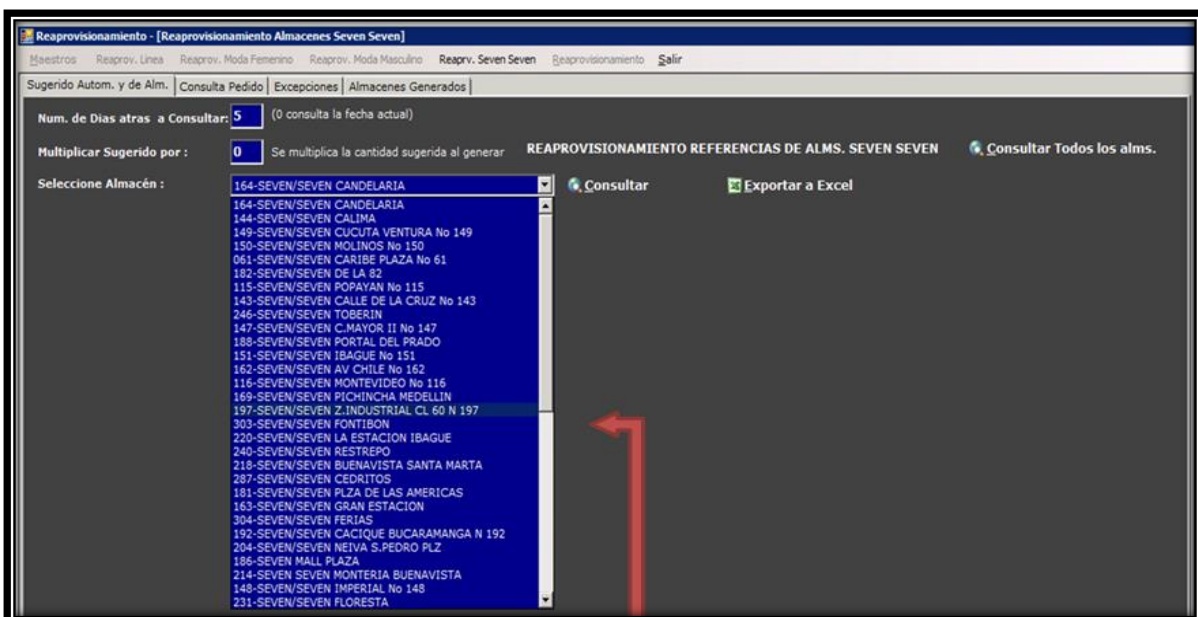 Reaprovisionamiento - [Reaprovisionamiento Almacenes Seven Seven]
Maestros Reaprov. Linea Reaprov. Moda Femenino Reaprov. Moda Masculino Reaprv. Seven Seven Reaprovisionamiento Salir
Sugerido Autom. y de Alm. Consulta Pedido Excepciones Almacenes Generados
Num. de Dias atras a Consultar: 5 (0 consulta la fecha actual)
Multiplicar Sugerido por : 0 Se multiplica la cantidad sugerida al generar REAPROVISIONAMIENTO REFERENCIAS DE ALMS. SEVEN SEVEN Consultar Todos los alms.
Seleccione Almacén : 164-SEVEN/SEVEN CANDELARIA Consultar Exportar a Excel
164-SEVEN/SEVEN CANDELARIA
144-SEVEN/SEVEN CALIMA
149-SEVEN/SEVEN CUCUTA VENTURA No 149
150-SEVEN/SEVEN MOLINOS No 150
061-SEVEN/SEVEN CARIBE PLAZA No 61
182-SEVEN/SEVEN DE LA 82
115-SEVEN/SEVEN POPAYAN No 115
143-SEVEN/SEVEN CALLE DE LA CRUZ No 143
246-SEVEN/SEVEN TOBERIN
147-SEVEN/SEVEN C.MAYOR II No 147
188-SEVEN/SEVEN PORTAL DEL PRADO
151-SEVEN/SEVEN IBAGUE No 151
162-SEVEN/SEVEN AV CHILE No 162
116-SEVEN/SEVEN MONTEVIDEO No 116
169-SEVEN/SEVEN PICHINCHA MEDELLIN
197-SEVEN/SEVEN Z.INDUSTRIAL CL 60 N 197
303-SEVEN/SEVEN FONTIBON
220-SEVEN/SEVEN LA ESTACION IBAGUE
240-SEVEN/SEVEN RESTREPO
218-SEVEN/SEVEN BUENAVISTA SANTA MARTA
287-SEVEN/SEVEN CEDRITOS
181-SEVEN/SEVEN PLZA DE LAS AMERICAS
163-SEVEN/SEVEN GRAN ESTACION
304-SEVEN/SEVEN FERIAS
192-SEVEN/SEVEN CACIQUE BUCARAMANGA N 192
204-SEVEN/SEVEN NEIVA S.PEDRO PLZ
186-SEVEN MALL PLAZA
214-SEVEN SEVEN MONTERIA BUENAVISTA
148-SEVEN/SEVEN IMPERIAL No 148
231-SEVEN/SEVEN FLORESTA